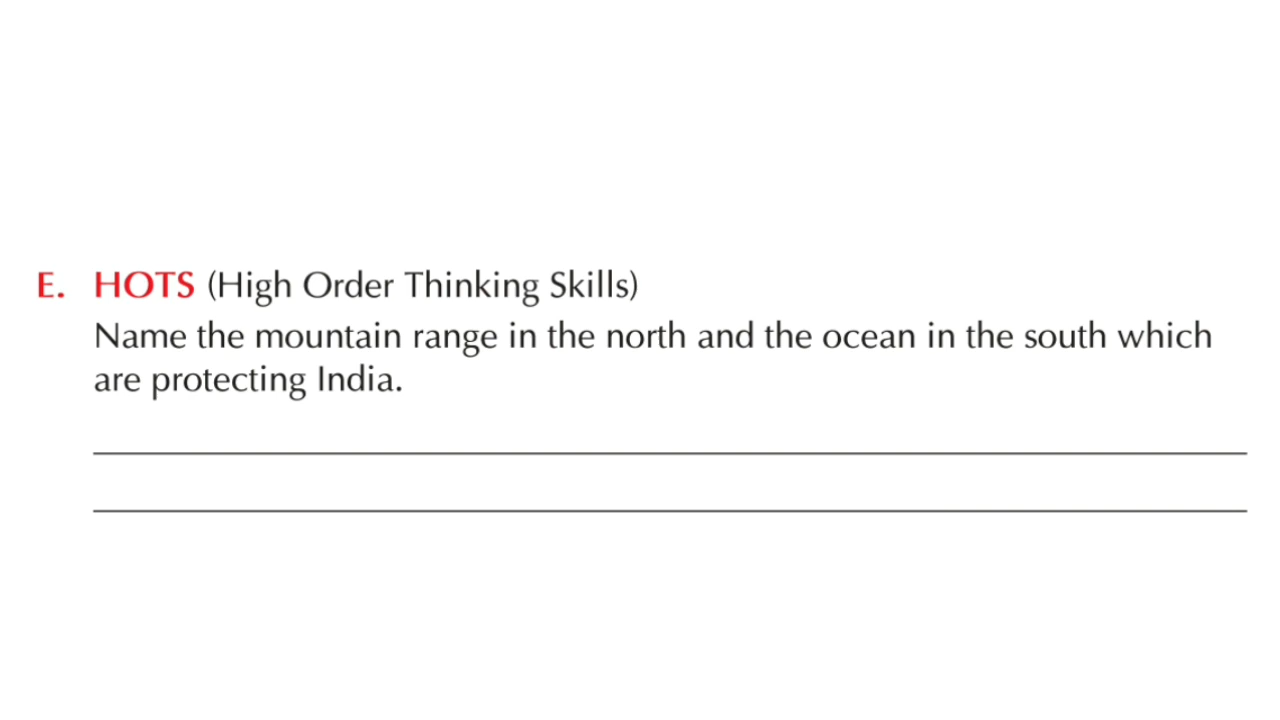 E. HOTS (High Order Thinking Skills)
Name the mountain range in the north and the ocean in the south which
are protecting India.